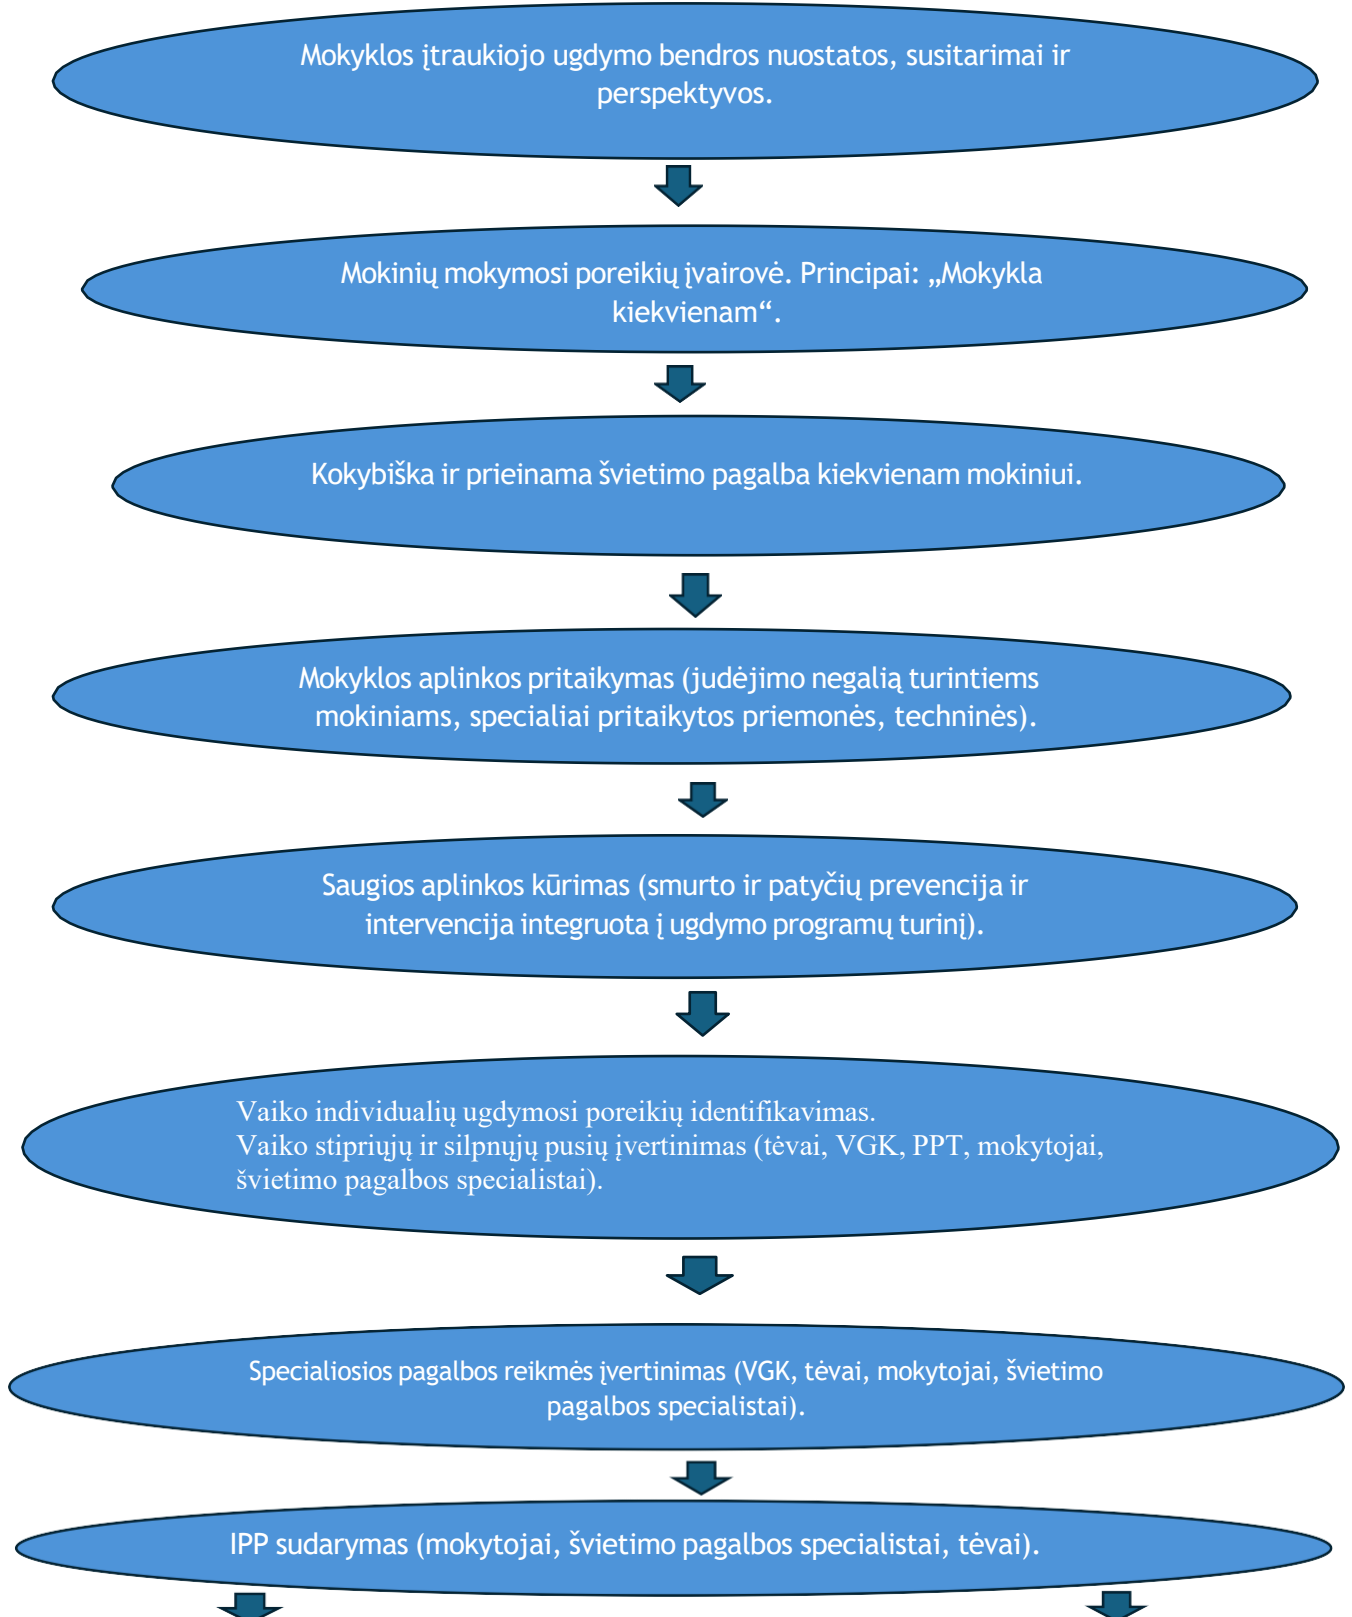 Mokyklos įtraukiojo ugdymo bendros nuostatos, susitarimai ir
perspektyvos.
Mokinių mokymosi poreikių įvairovė. Principai: „Mokykla
kiekvienam“.
Kokybiška ir prieinama švietimo pagalba kiekvienam mokiniui.
Mokyklos aplinkos pritaikymas (judėjimo negalią turintiems
mokiniams, specialiai pritaikytos priemonės, techninės).
Saugios aplinkos kūrimas (smurto ir patyčių prevencija ir
intervencija integruota į ugdymo programų turinį).
Vaiko individualių ugdymosi poreikių identifikavimas.
Vaiko stipriųjų ir silpnųjų pusių įvertinimas (tėvai, VGK, PPT, mokytojai,
švietimo pagalbos specialistai).
Specialiosios pagalbos reikmės įvertinimas (VGK, tėvai, mokytojai, švietimo
pagalbos specialistai).
IPP sudarymas (mokytojai, švietimo pagalbos specialistai, tėvai).